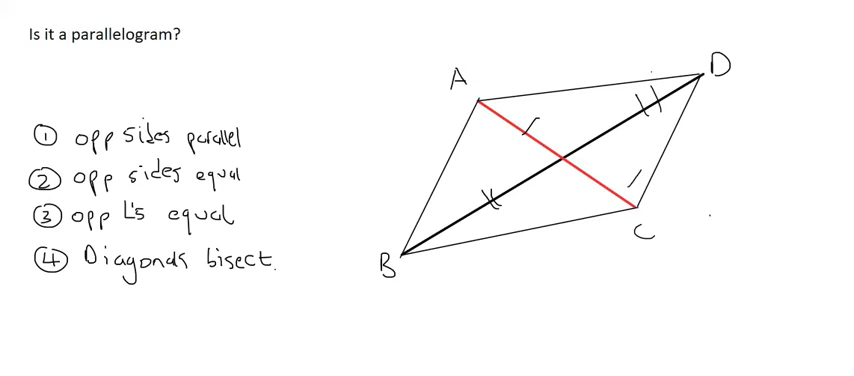 Is it a parallelogram?
① opp sides parallel
② opp sides equal
③ opp L's equal
④ Diagonals bisect.
A
D
B
C